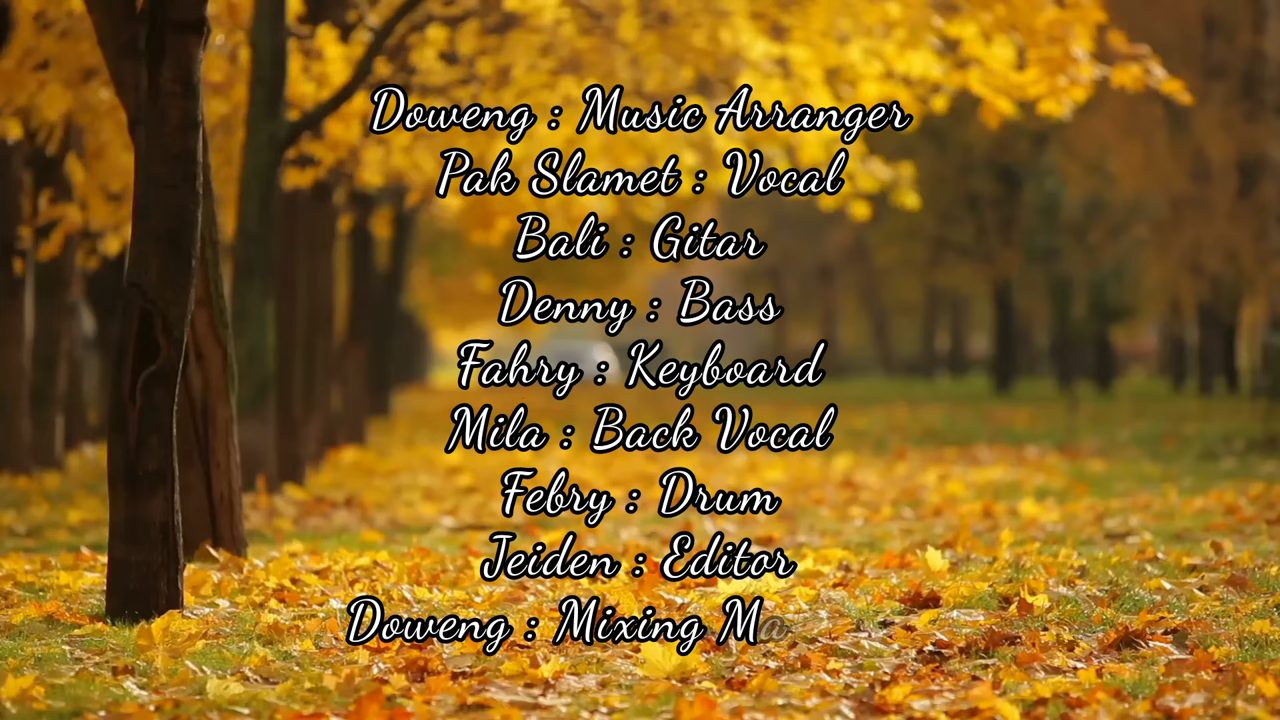 Doweng : Music Arranger
Pak Slamet : Vocal
Bali : Gitar
Denny : Bass
Fahry : Keyboard
Mila : Back Vocal
Febry : Drum
Jeiden : Editor
Doweng : Mixing Ma